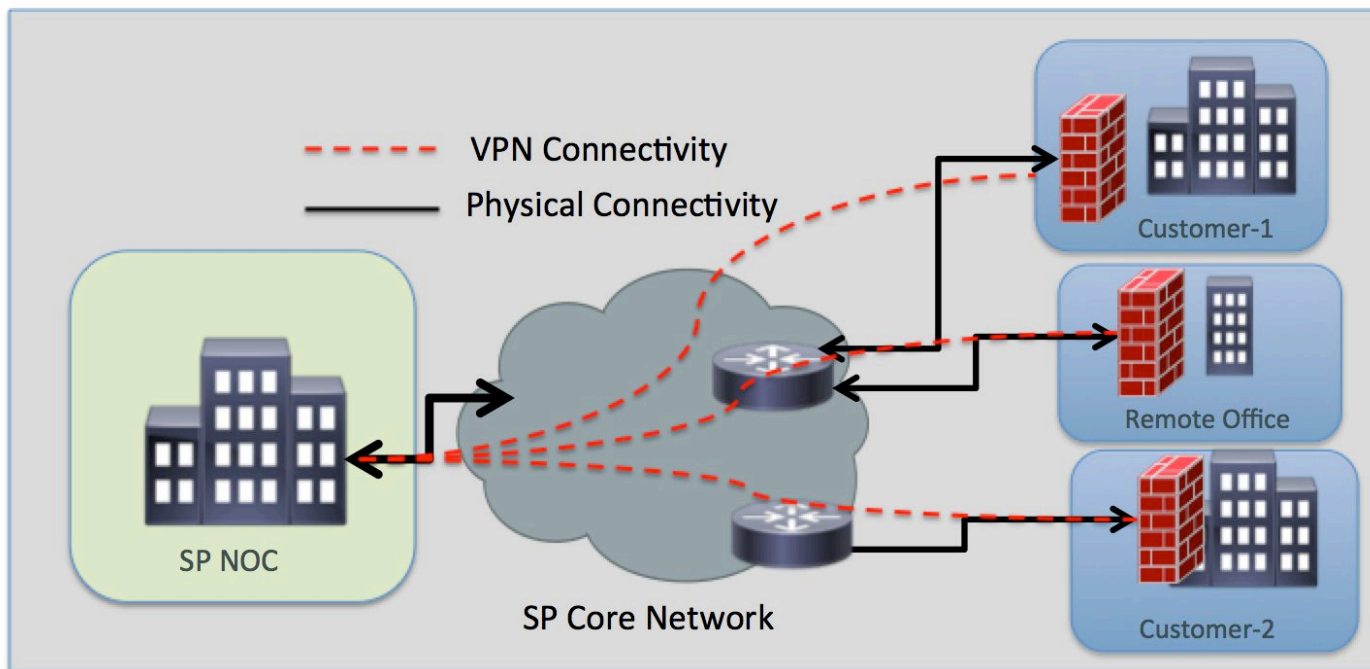 VPN Connectivity
Physical Connectivity
Customer-1
Remote Office
SP NOC
SP Core Network
Customer-2